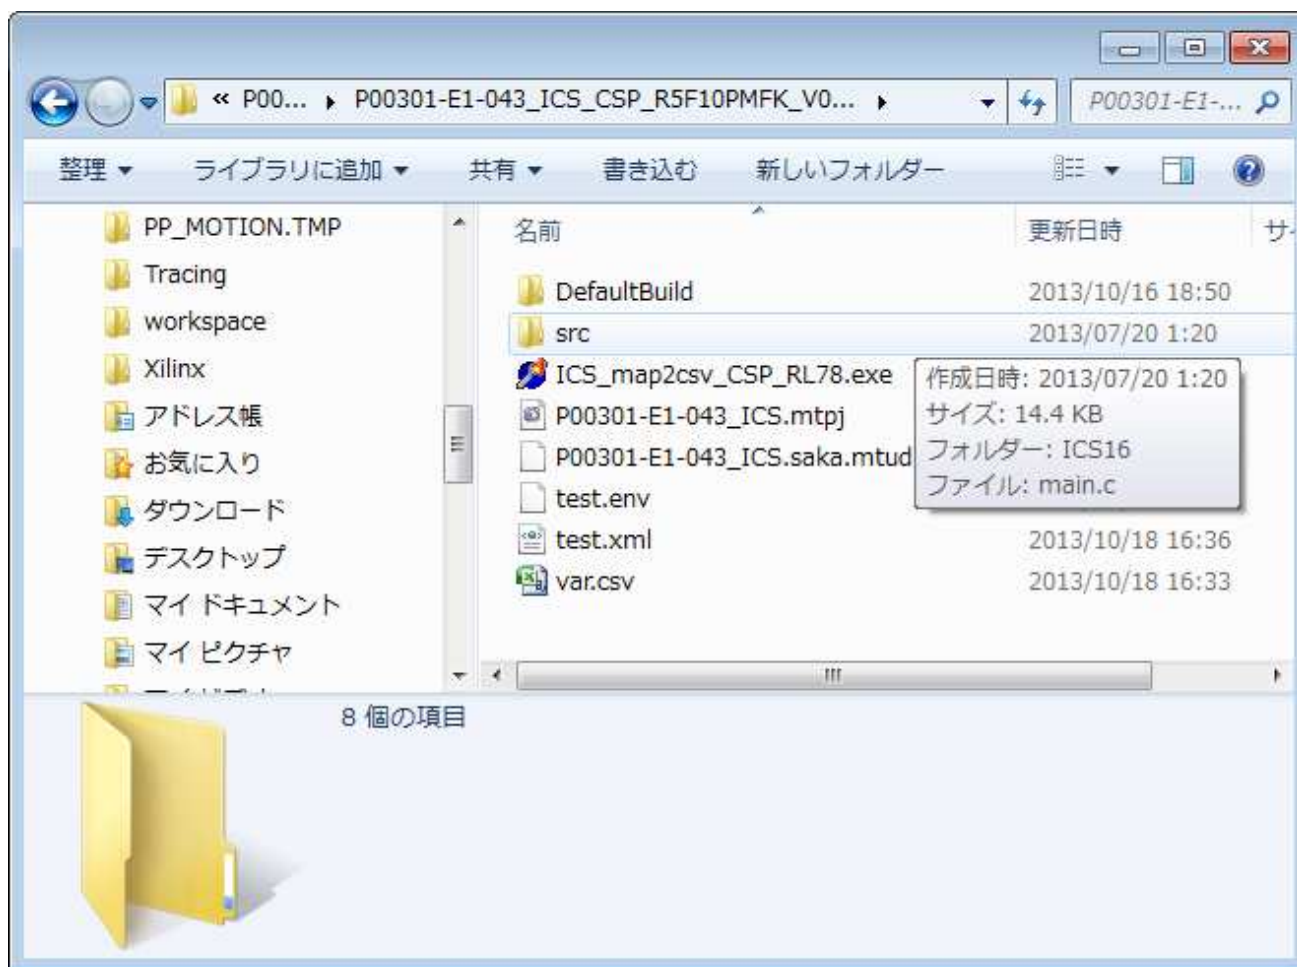 « P00... ▸ P00301-E1-043_ICS_CSP_R5F10PMFK_V0... ▸
P00301-E1-...
整理 ライブラリに追加 共有 書き込む 新しいフォルダー
PP_MOTION.TMP
Tracing
workspace
Xilinx
アドレス帳
お気に入り
ダウンロード
デスクトップ
マイ ドキュメント
マイ ピクチャ
名前 更新日時 サ
DefaultBuild 2013/10/16 18:50
src 2013/07/20 1:20
ICS_map2csv_CSP_RL78.exe
P00301-E1-043_ICS.mtpj
P00301-E1-043_ICS.saka.mtud
test.env
test.xml 2013/10/18 16:36
var.csv 2013/10/18 16:33
作成日時: 2013/07/20 1:20
サイズ: 14.4 KB
フォルダー: ICS16
ファイル: main.c
8 個の項目